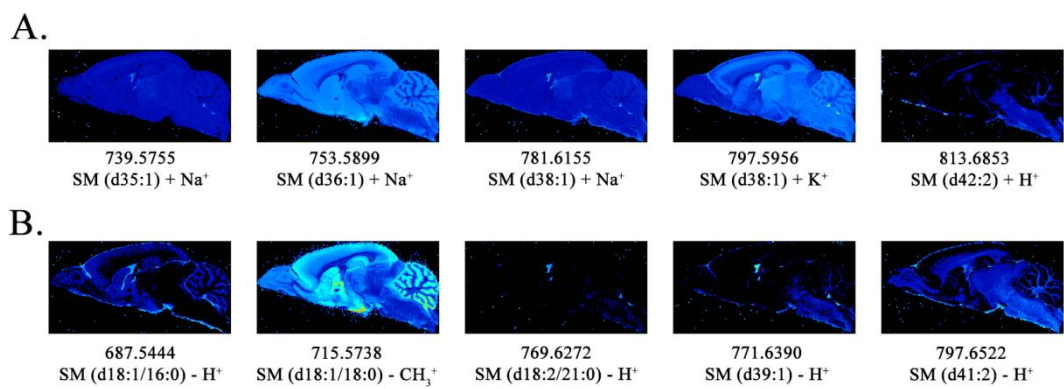 A.
739.5755 753.5899 781.6155 797.5956 813.6853
SM (d35:1) + Na⁺ SM (d36:1) + Na⁺ SM (d38:1) + Na⁺ SM (d38:1) + K⁺ SM (d42:2) + H⁺
B.
687.5444 715.5738 769.6272 771.6390 797.6522
SM (d18:1/16:0) - H⁺ SM (d18:1/18:0) - CH₃⁺ SM (d18:2/21:0) - H⁺ SM (d39:1) - H⁺ SM (d41:2) - H⁺